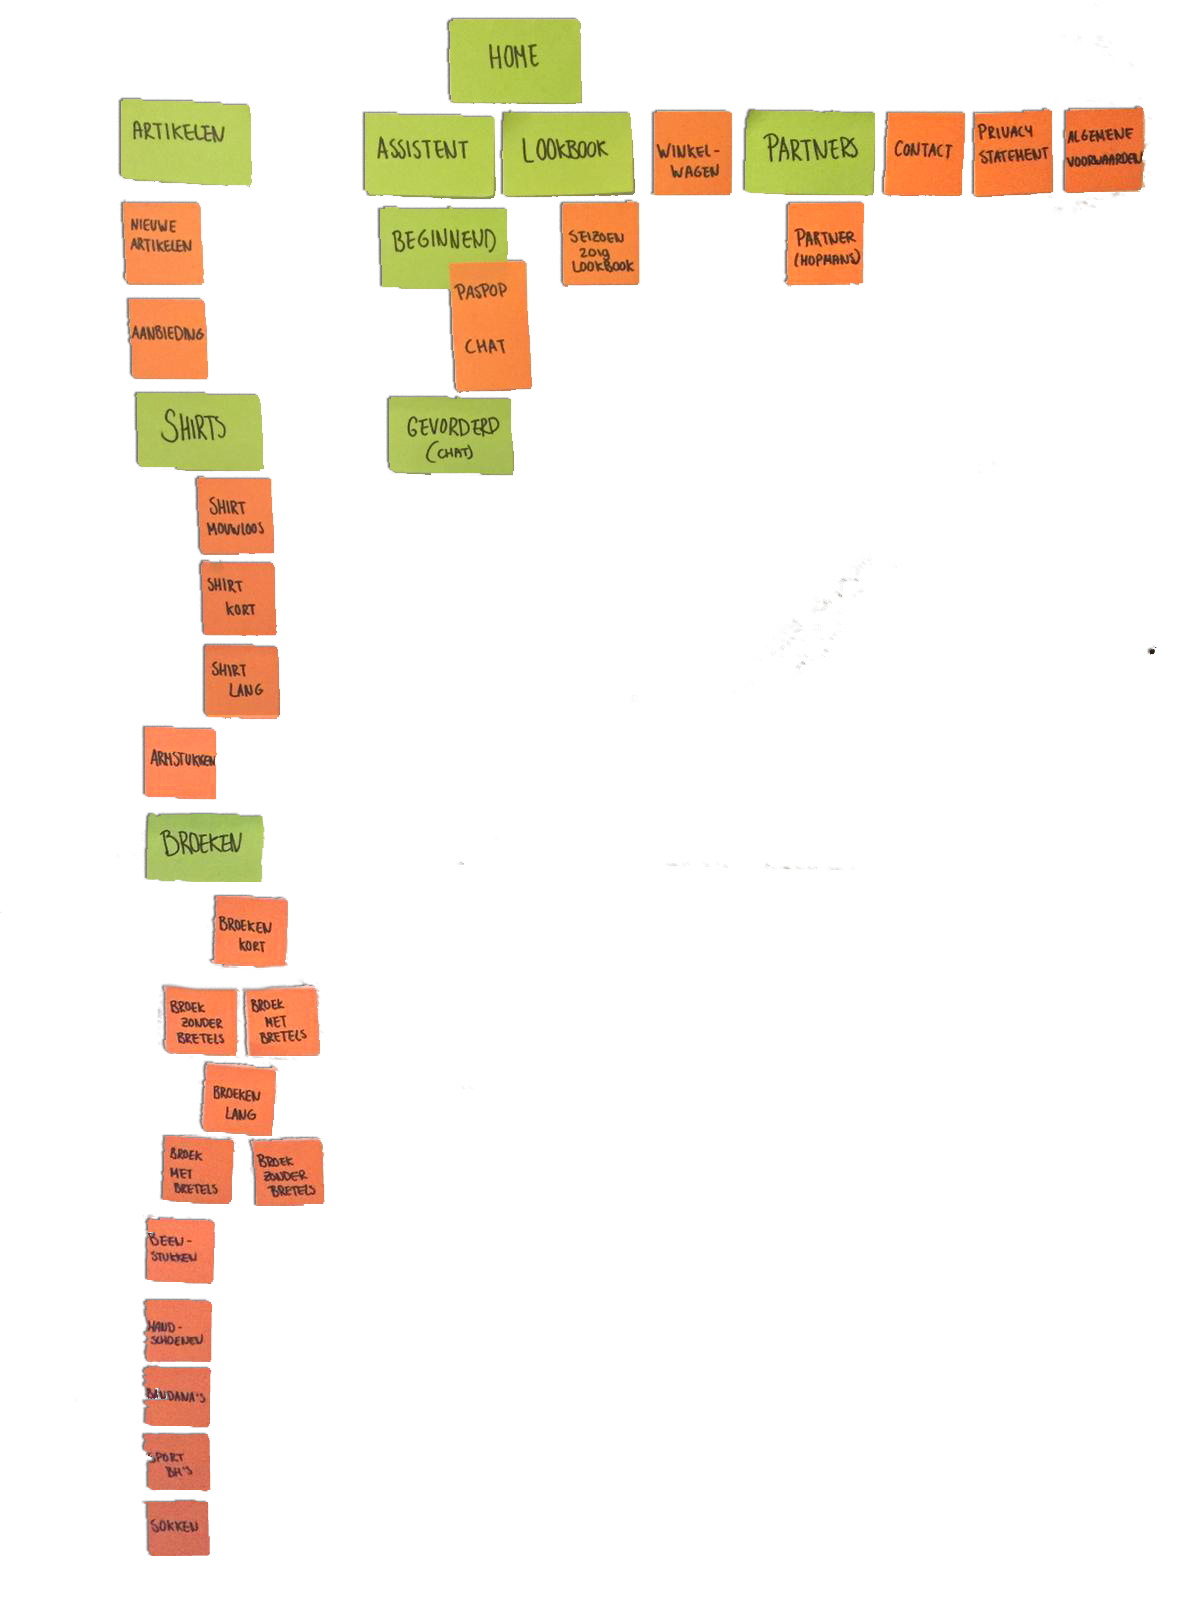 HOME
ARTIKELEN
ASSISTENT
LOOKBOOK
WINKEL-
WAGEN
PARTNERS
CONTACT
PRIVACY
STATEMENT
ALGEMENE
VOORWAARDEN
NIEUWE
ARTIKELEN
AANBIEDING
SHIRTS
SHIRT
MOUWLOOS
SHIRT
KORT
SHIRT
LANG
ARMSTUKKEN
BROEKEN
BROEKEN
KORT
BROEK
ZONDER
BRETELS
BROEK
MET
BRETELS
BROEKEN
LANG
BROEK
MET
BRETELS
BROEK
ZONDER
BRETELS
BEEN-
STUKKEN
HAND-
SCHOENEN
BANDANA'S
SPORT
BH'S
SOKKEN
BEGINNEND
PASPOP
CHAT
GEVORDERD
(CHAT)
SEIZOEN
2019
LOOKBOOK
PARTNER
(HOPMANS)